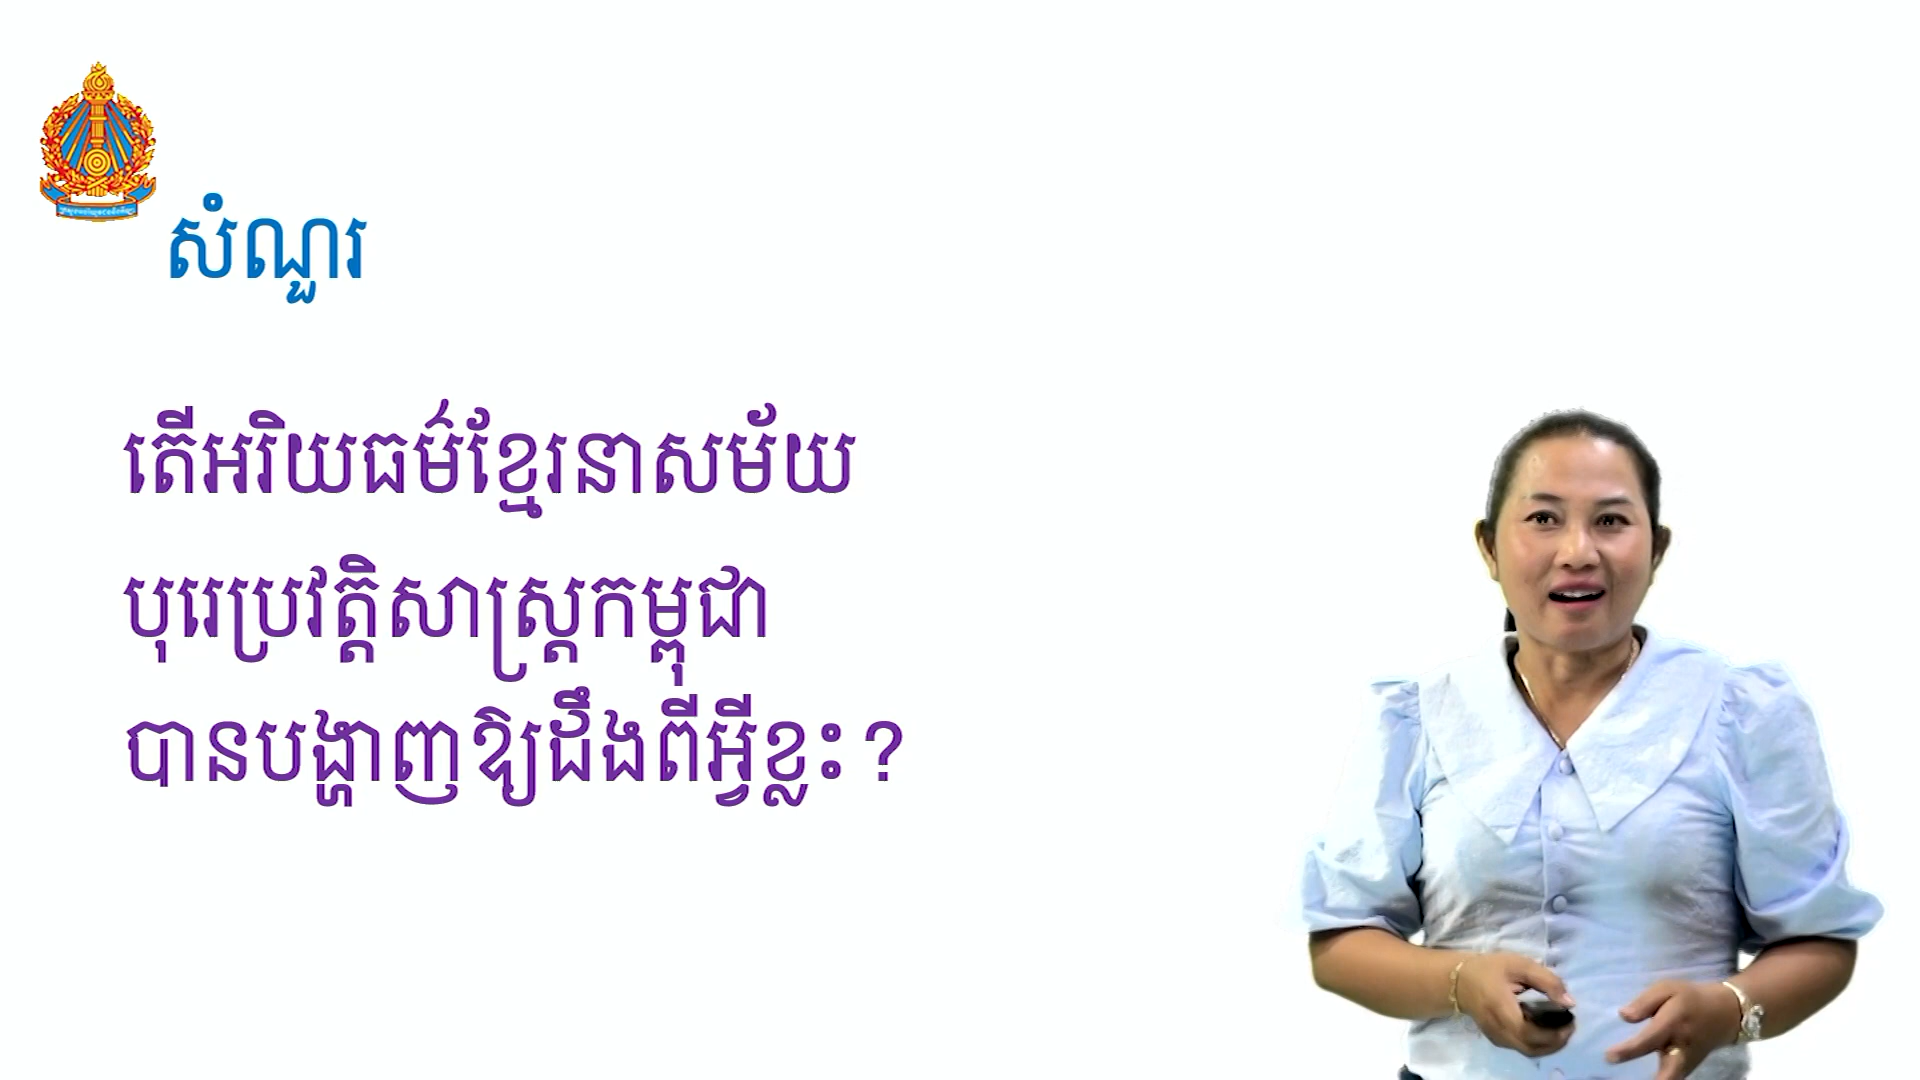 សំណួរ
តើអរិយធម៌ខ្មែរនាសម័យ
បុរេប្រវត្តិសាស្ត្រកម្ពុជា
បានបង្ហាញឱ្យដឹងពីអ្វីខ្លះ?